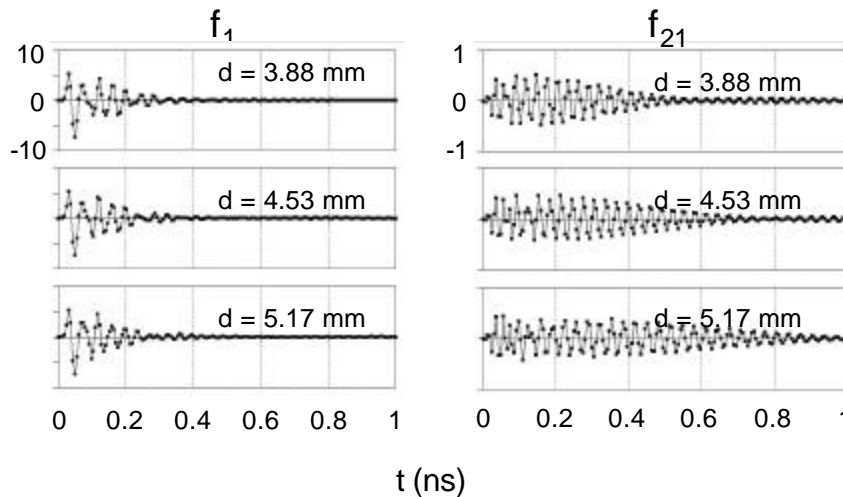 f₁ f₂₁
10 d = 3.88 mm 1 d = 3.88 mm
0 0
-10 -1
d = 4.53 mm d = 4.53 mm
d = 5.17 mm d = 5.17 mm
0 0.2 0.4 0.6 0.8 1 0 0.2 0.4 0.6 0.8 1
t (ns)